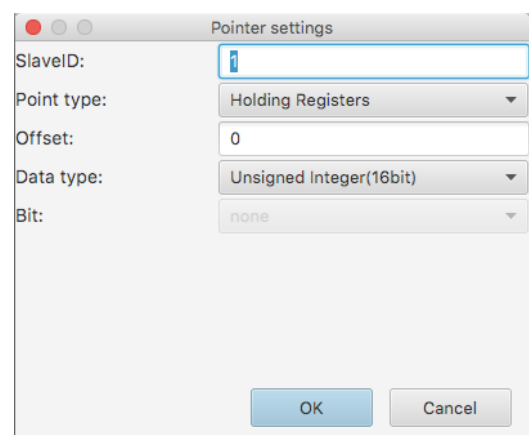 Pointer settings
SlaveID: 1
Point type: Holding Registers
Offset: 0
Data type: Unsigned Integer(16bit)
Bit: none
OK Cancel